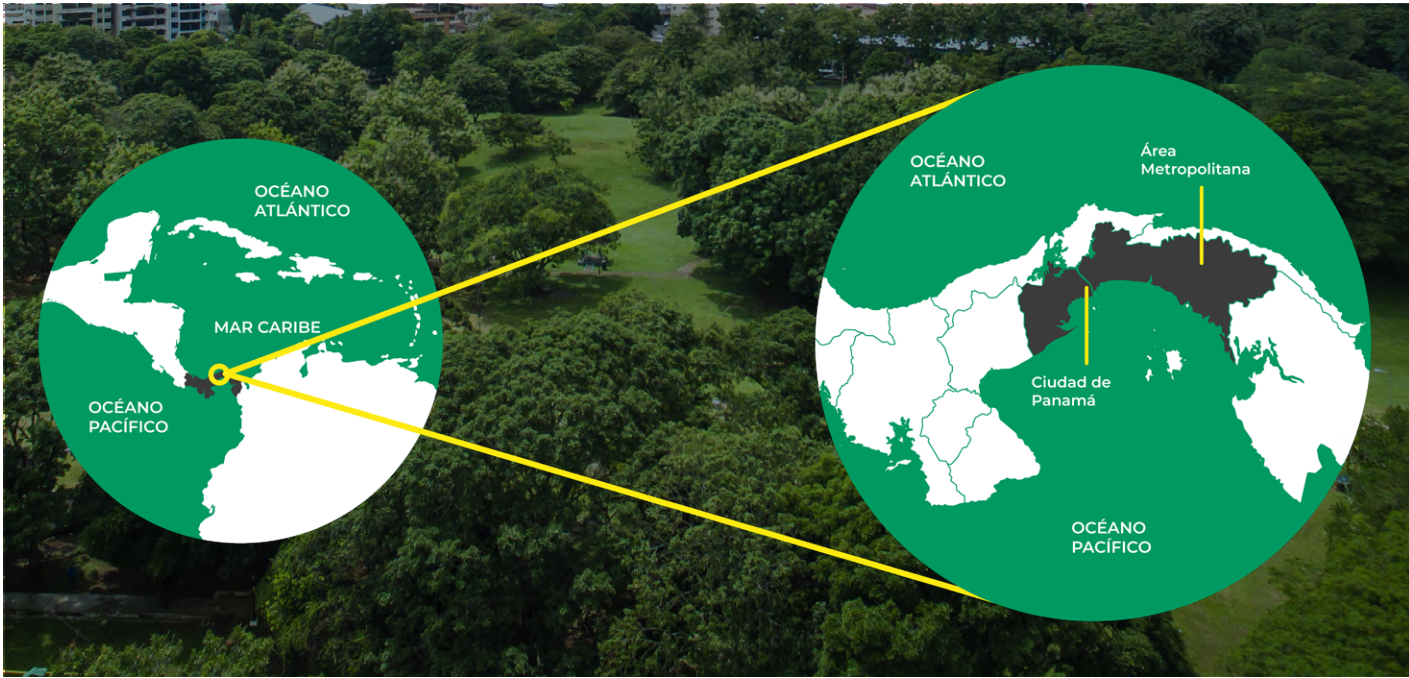 OCÉANO
ATLÁNTICO
MAR CARIBE
OCÉANO
PACÍFICO
OCÉANO
ATLÁNTICO
Área
Metropolitana
Ciudad de
Panamá
OCÉANO
PACÍFICO